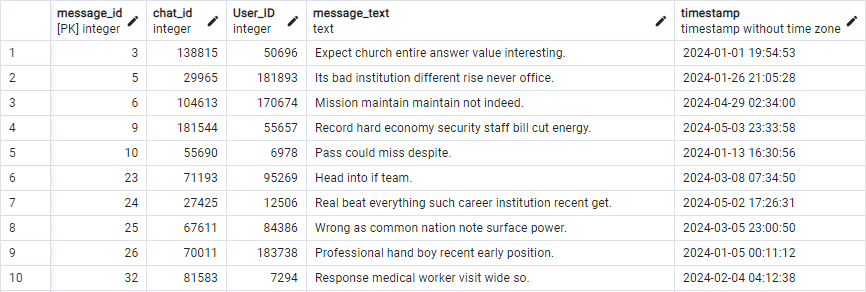 message_id chat_id User_ID message_text timestamp
[PK] integer integer integer text timestamp without time zone
1 3 138815 50696 Expect church entire answer value interesting. 2024-01-01 19:54:53
2 5 29965 181893 Its bad institution different rise never office. 2024-01-26 21:05:28
3 6 104613 170674 Mission maintain maintain not indeed. 2024-04-29 02:34:00
4 9 181544 55657 Record hard economy security staff bill cut energy. 2024-05-03 23:33:58
5 10 55690 6978 Pass could miss despite. 2024-01-13 16:30:56
6 23 71193 95269 Head into if team. 2024-03-08 07:34:50
7 24 27425 12506 Real beat everything such career institution recent get. 2024-05-02 17:26:31
8 25 67611 84386 Wrong as common nation note surface power. 2024-03-05 23:00:50
9 26 70011 183738 Professional hand boy recent early position. 2024-01-05 00:11:12
10 32 81583 7294 Response medical worker visit wide so. 2024-02-04 04:12:38